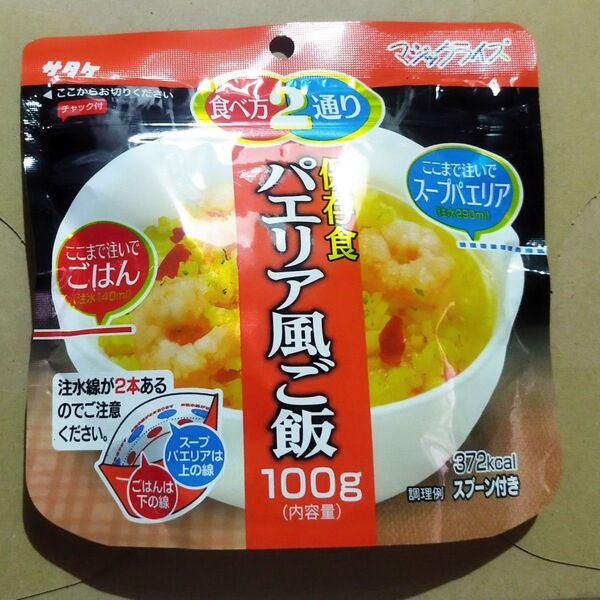 サタケ
マジックライス
◀ ここからお切りください
チャック付
食べ方2通り
保存食
パエリア風ご飯
100g
(内容量)
ここまで注いで
スープパエリア
(注水290ml)
ここまで注いで
ごはん
(注水140ml)
注水線が2本ある
のでご注意
ください。
スープ
パエリアは
上の線
ごはんは
下の線
372kcal
調理例 スプーン付き